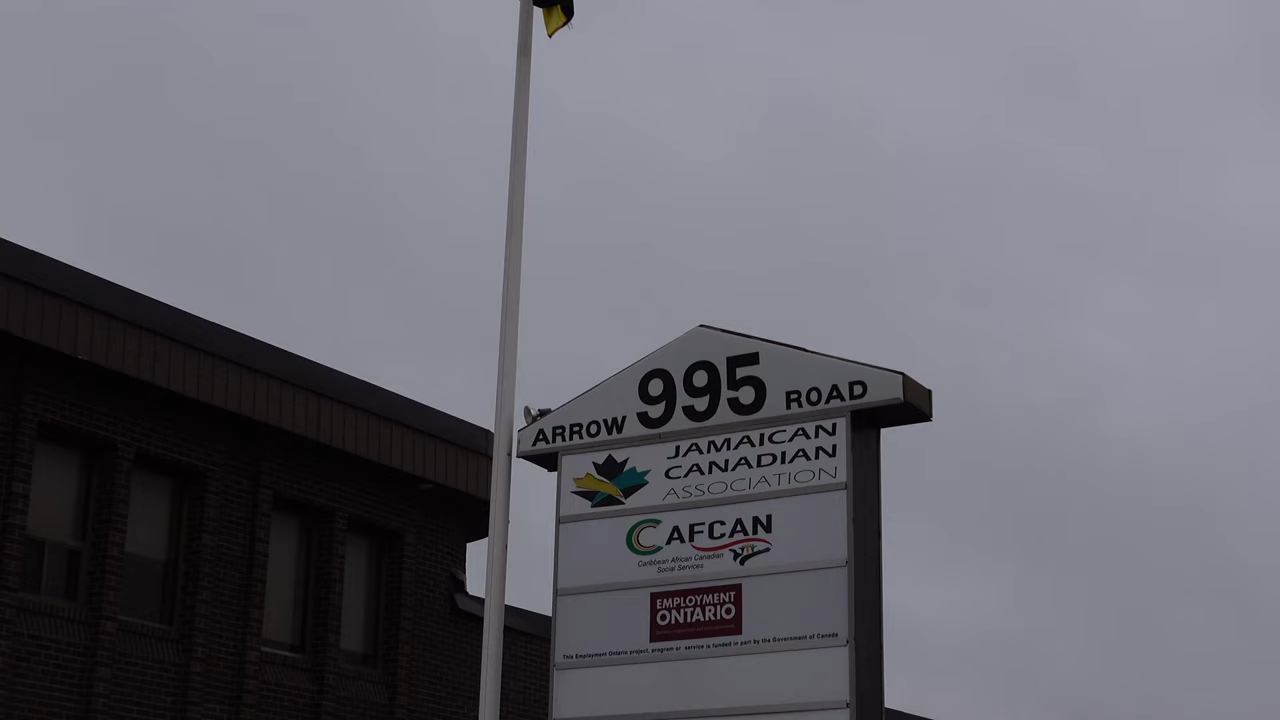 ARROW 995 ROAD
JAMAICAN
CANADIAN
ASSOCIATION
CAFCAN
Caribbean African Canadian
Social Services
EMPLOYMENT
ONTARIO
This Employment Ontario project, program or service is funded in part by the Government of Canada